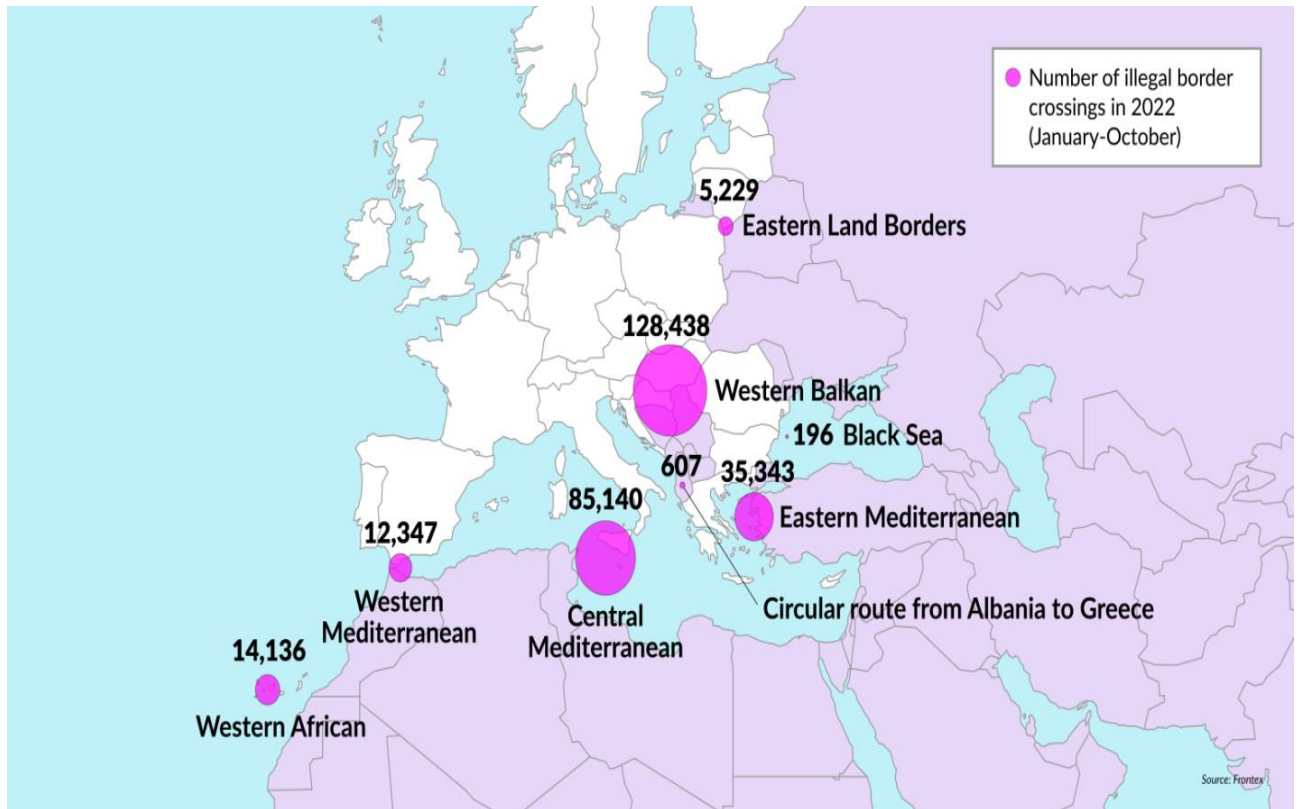 Number of illegal border
crossings in 2022
(January-October)
5,229
Eastern Land Borders
128,438
Western Balkan
196 Black Sea
607
35,343
85,140
Eastern Mediterranean
12,347
Circular route from Albania to Greece
Western
Mediterranean
Central
Mediterranean
14,136
Western African
Source: Frontex